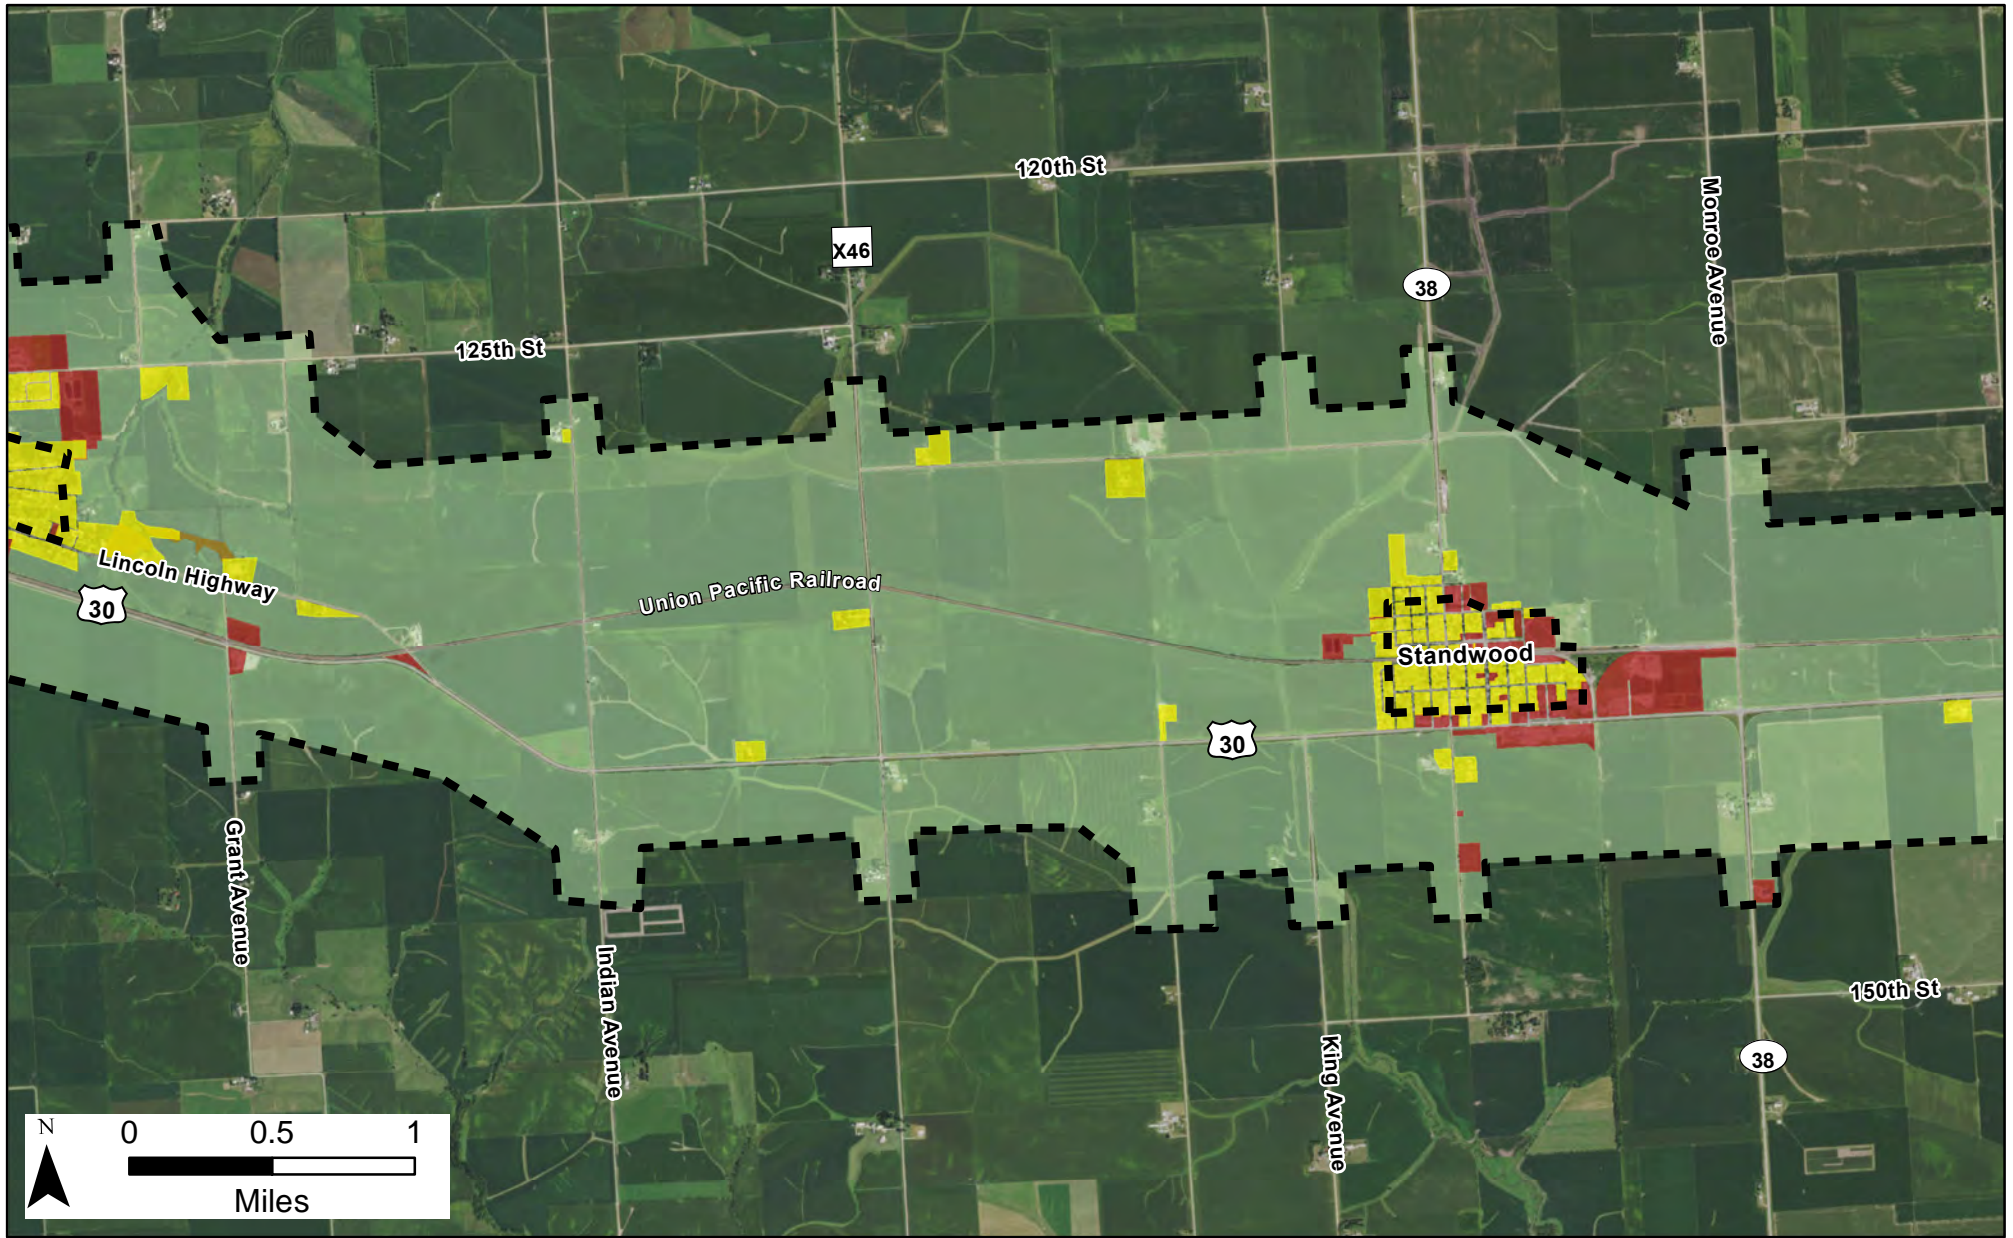 120th St
Monroe Avenue
X46
38
125th St
Lincoln Highway
30
Union Pacific Railroad
Standwood
30
Grant Avenue
Indian Avenue
King Avenue
150th St
38
N
0 0.5 1
Miles